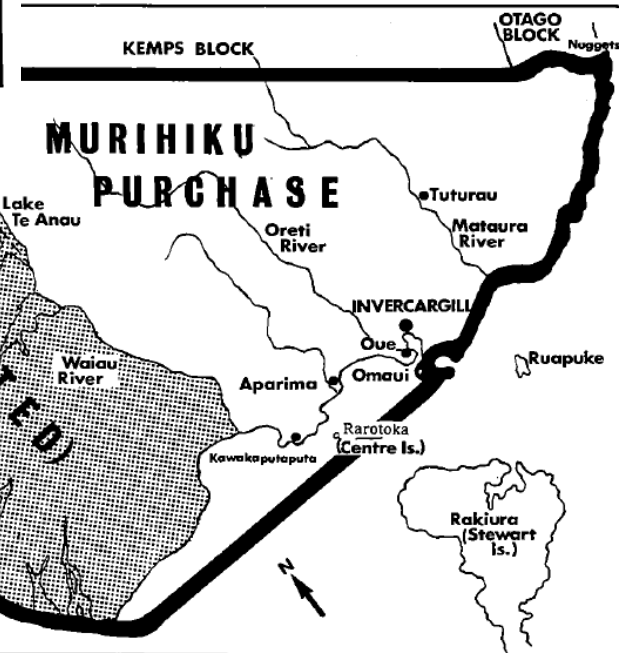 OTAGO
BLOCK
Nuggets
KEMPS BLOCK
MURIHIKU
PURCHASE
Lake
Te Anau
Tuturau
Oreti
River
Mataura
River
INVERCARGILL
Oue
Waiau
River
Aparima
Omaui
Ruapuke
TED)
Rarotoka
(Centre Is.)
Kawakaputaputa
Rakiura
(Stewart
Is.)
N